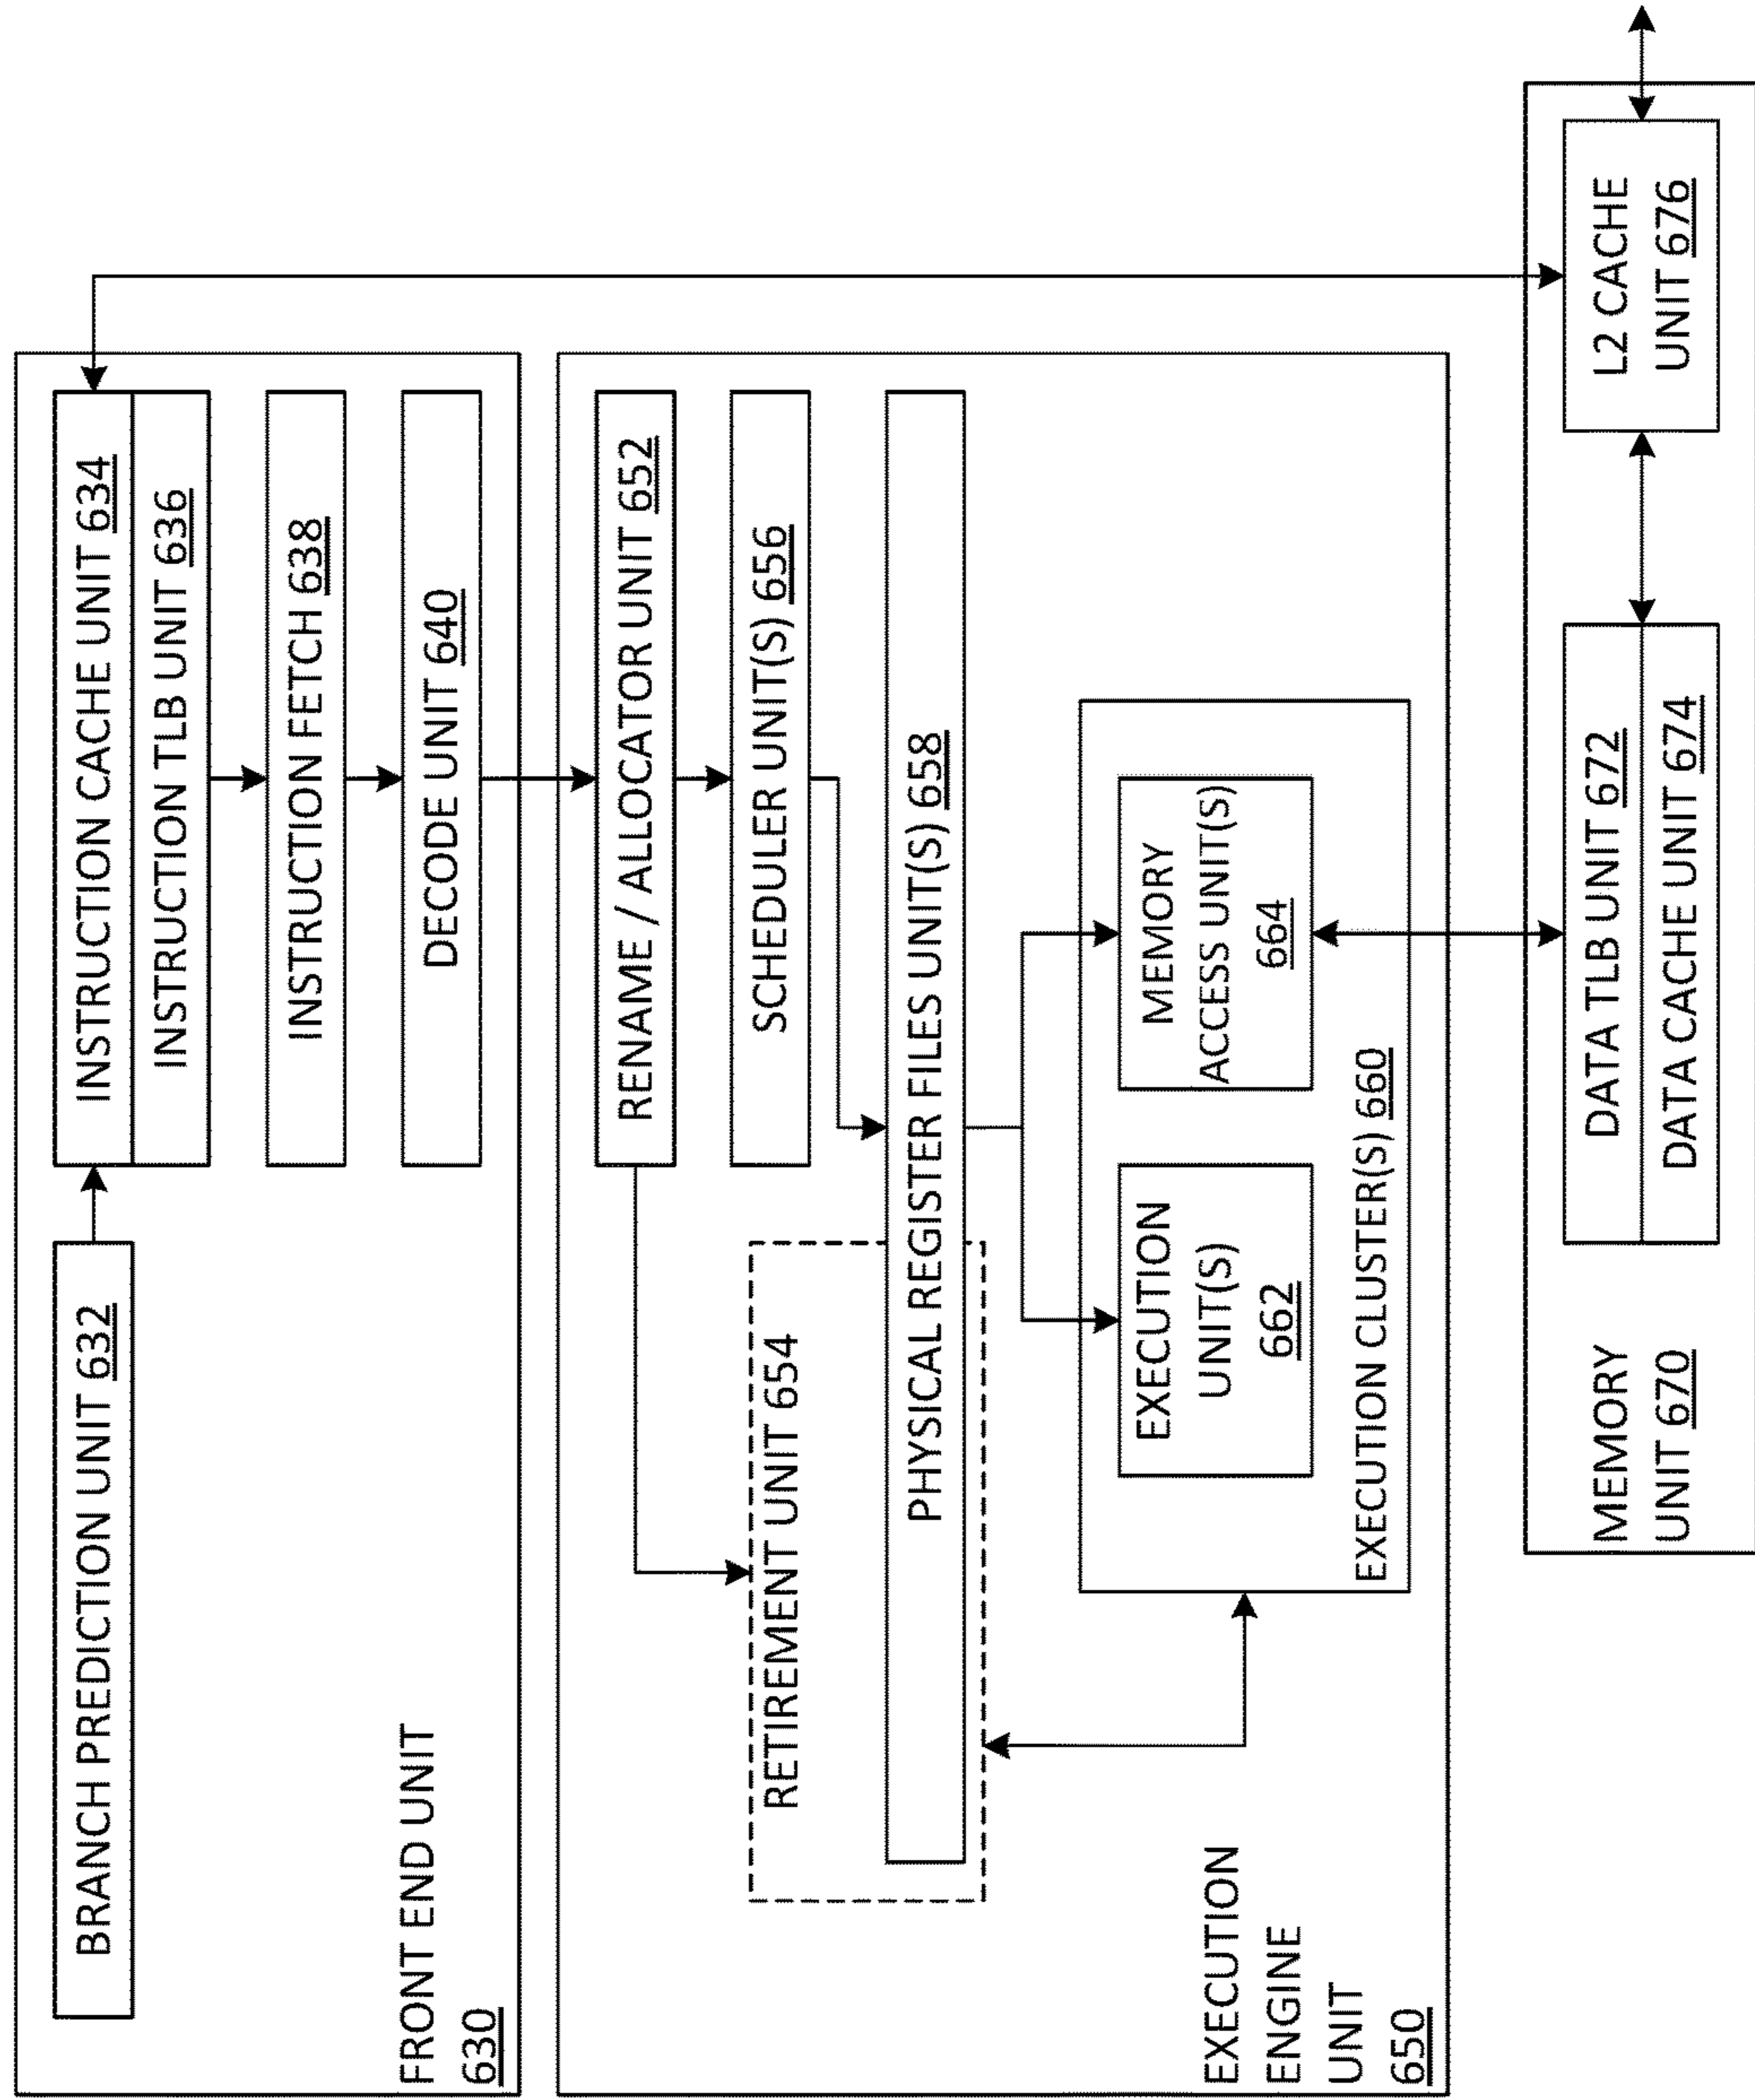 BRANCH PREDICTION UNIT 632
INSTRUCTION CACHE UNIT 634
INSTRUCTION TLB UNIT 636
INSTRUCTION FETCH 638
DECODE UNIT 640
FRONT END UNIT
630
RENAME / ALLOCATOR UNIT 652
RETIREMENT UNIT 654
SCHEDULER UNIT(S) 656
PHYSICAL REGISTER FILES UNIT(S) 658
EXECUTION
UNIT(S)
662
MEMORY
ACCESS UNIT(S)
664
EXECUTION CLUSTER(S) 660
EXECUTION
ENGINE
UNIT
650
MEMORY
UNIT 670
DATA TLB UNIT 672
DATA CACHE UNIT 674
L2 CACHE
UNIT 676